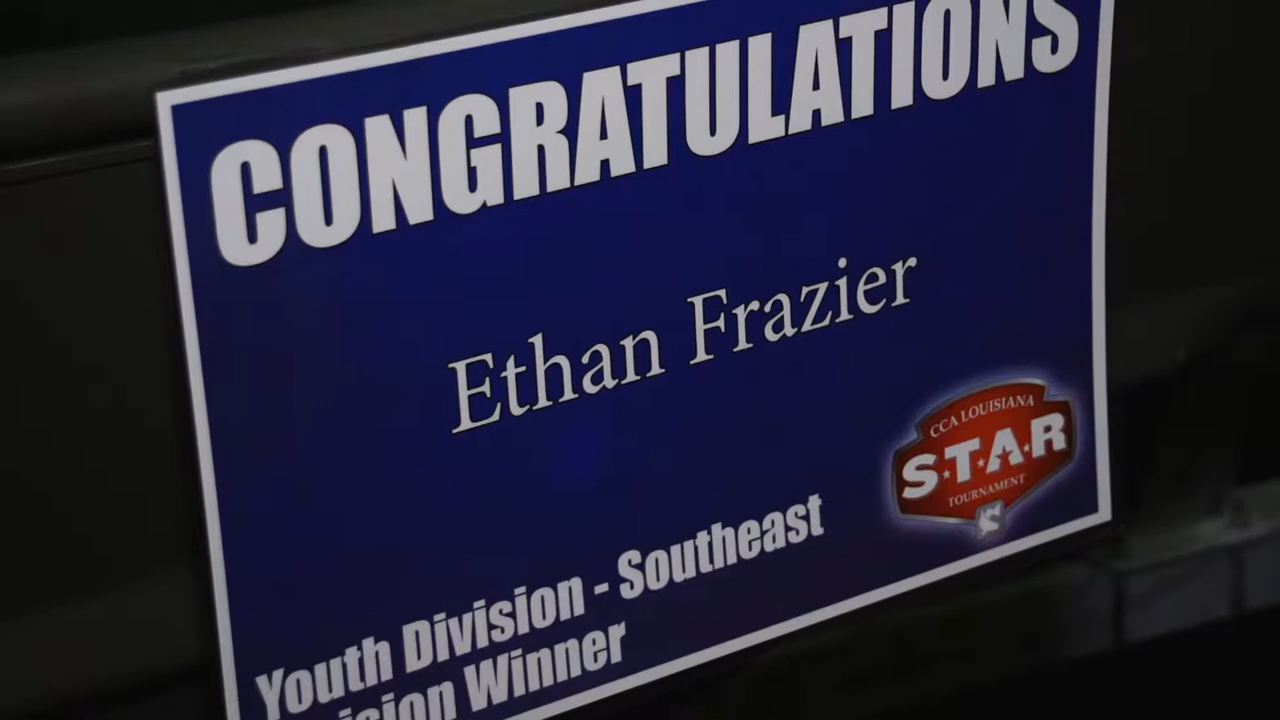 CONGRATULATIONS
Ethan Frazier
CCA LOUISIANA
S.T.A.R
TOURNAMENT
Youth Division - Southeast
Winner